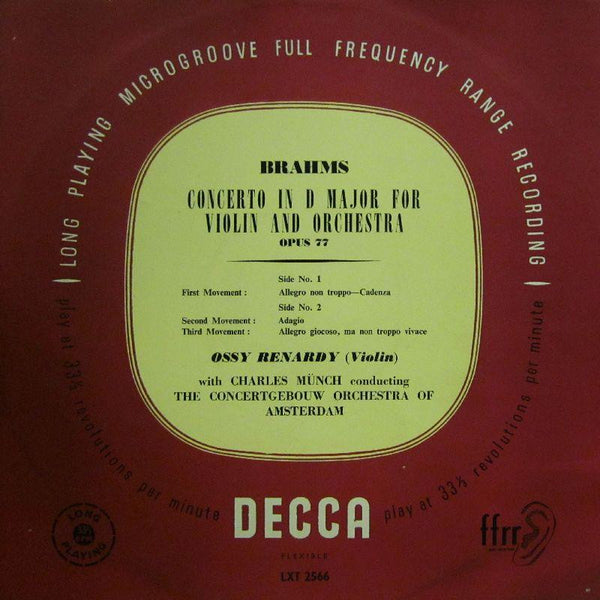 LONG PLAYING MICROGROOVE FULL FREQUENCY RANGE RECORDING
BRAHMS
CONCERTO IN D MAJOR FOR
VIOLIN AND ORCHESTRA
OPUS 77
Side No. 1
First Movement : Allegro non troppo—Cadenza
Side No. 2
Second Movement : Adagio
Third Movement : Allegro giocoso, ma non troppo vivace
OSSY RENARDY (Violin)
with CHARLES MÜNCH conducting
THE CONCERTGEBOUW ORCHESTRA OF
AMSTERDAM
play at 33⅓ revolutions per minute
play at 33⅓ revolutions per minute
LONG
PLAYING
DECCA
ffrr
FLEXIBLE
LXT 2566